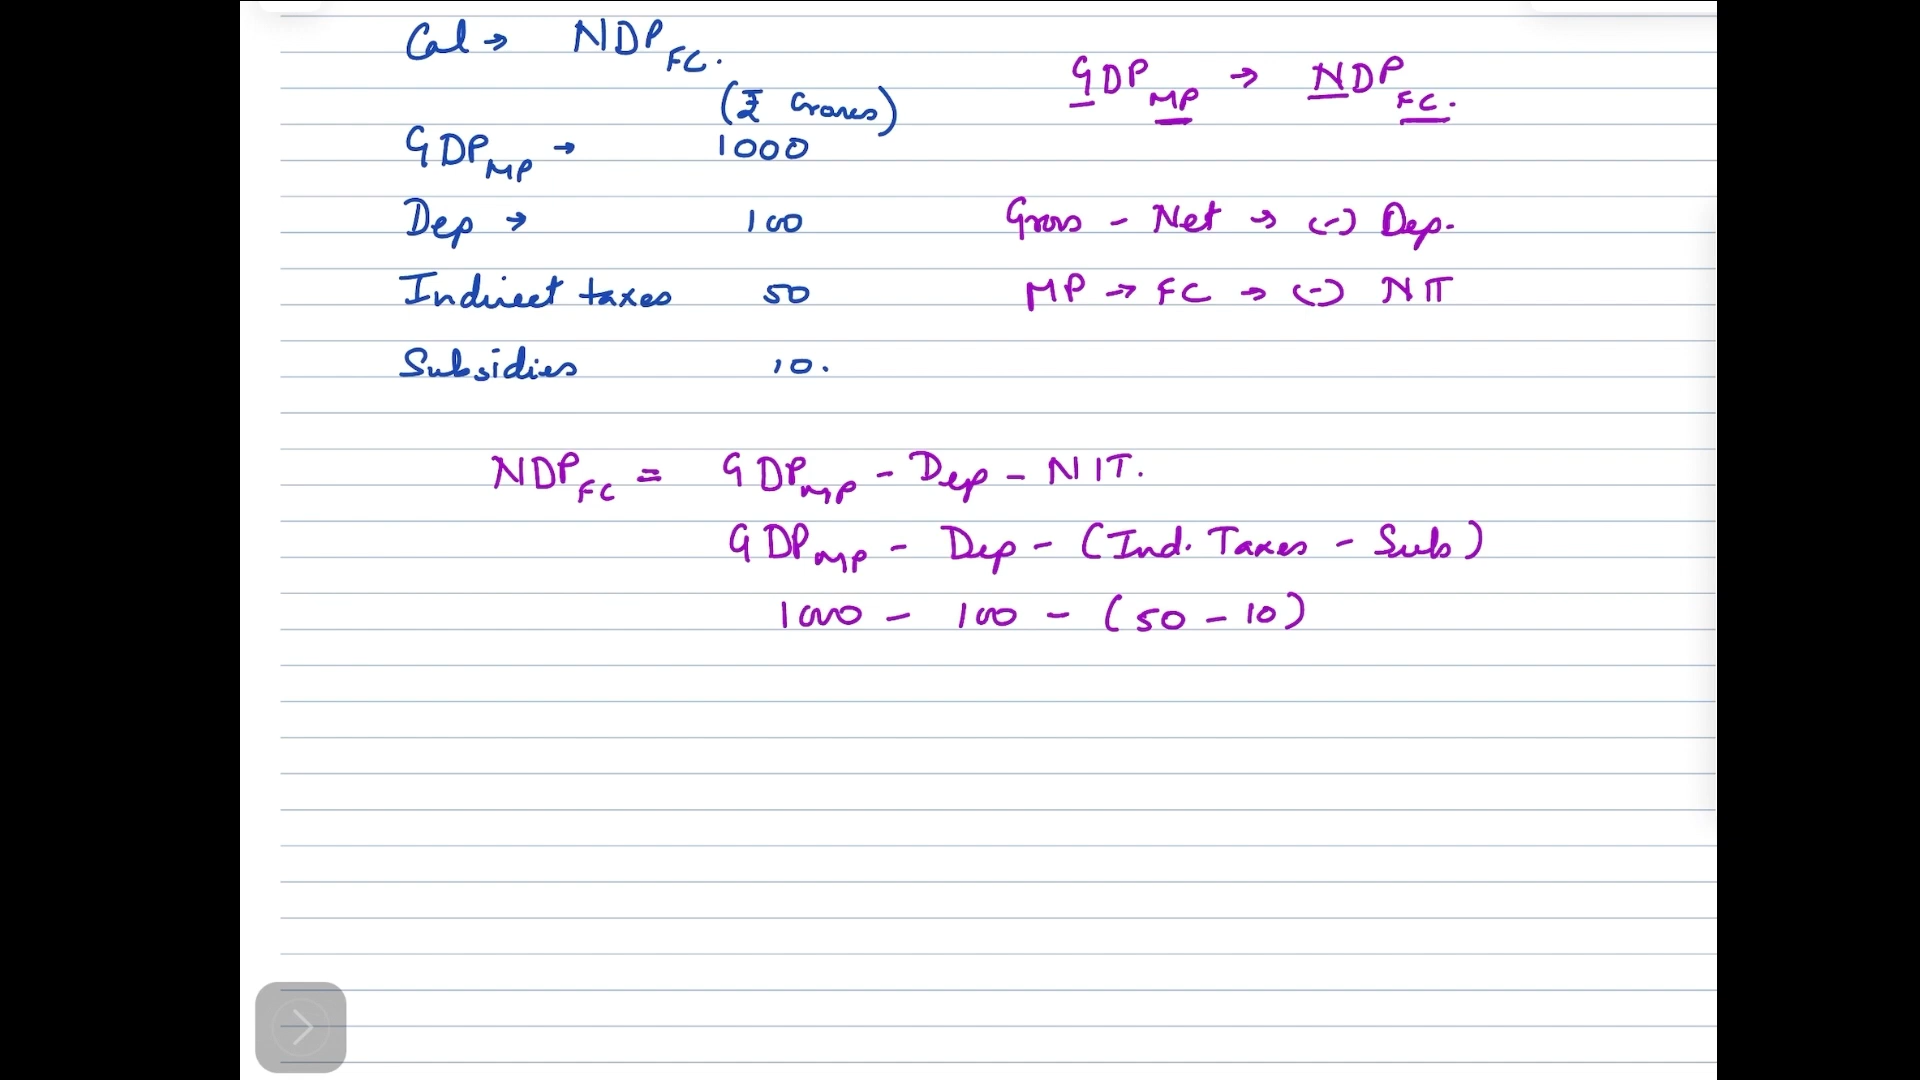 Cal → NDP FC.
(₹ Crores)
GDP MP → 1000
Dep → 100
Indirect taxes 50
Subsidies 10.
GDP MP → NDP FC.
Gross - Net → (-) Dep.
MP → FC → (-) NIT
NDP FC = GDP MP - Dep - NIT.
GDP MP - Dep - (Ind. Taxes - Sub)
1000 - 100 - (50 - 10)